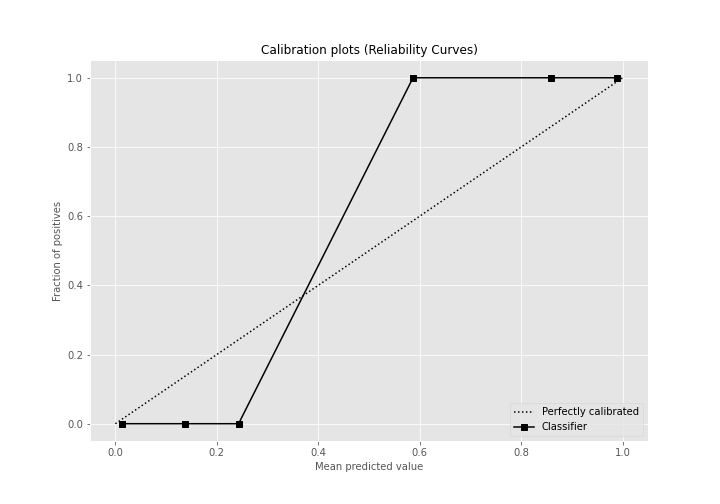 Calibration plots (Reliability Curves)
1.0
0.8
0.6
0.4
0.2
0.0
Fraction of positives
0.0 0.2 0.4 0.6 0.8 1.0
Mean predicted value
Perfectly calibrated
Classifier